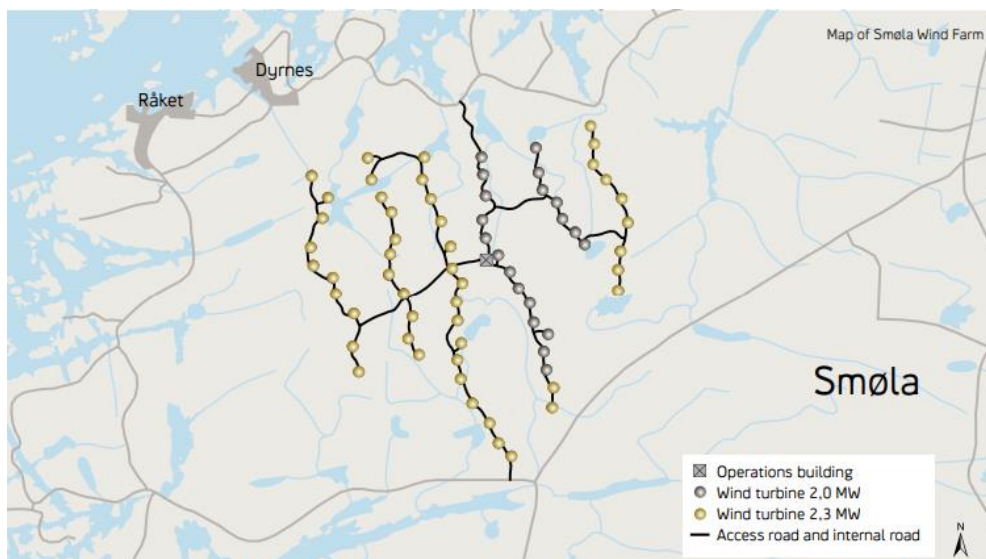 Map of Smøla Wind Farm
Dyrnes
Råket
Smøla
Operations building
Wind turbine 2,0 MW
Wind turbine 2,3 MW
Access road and internal road
N